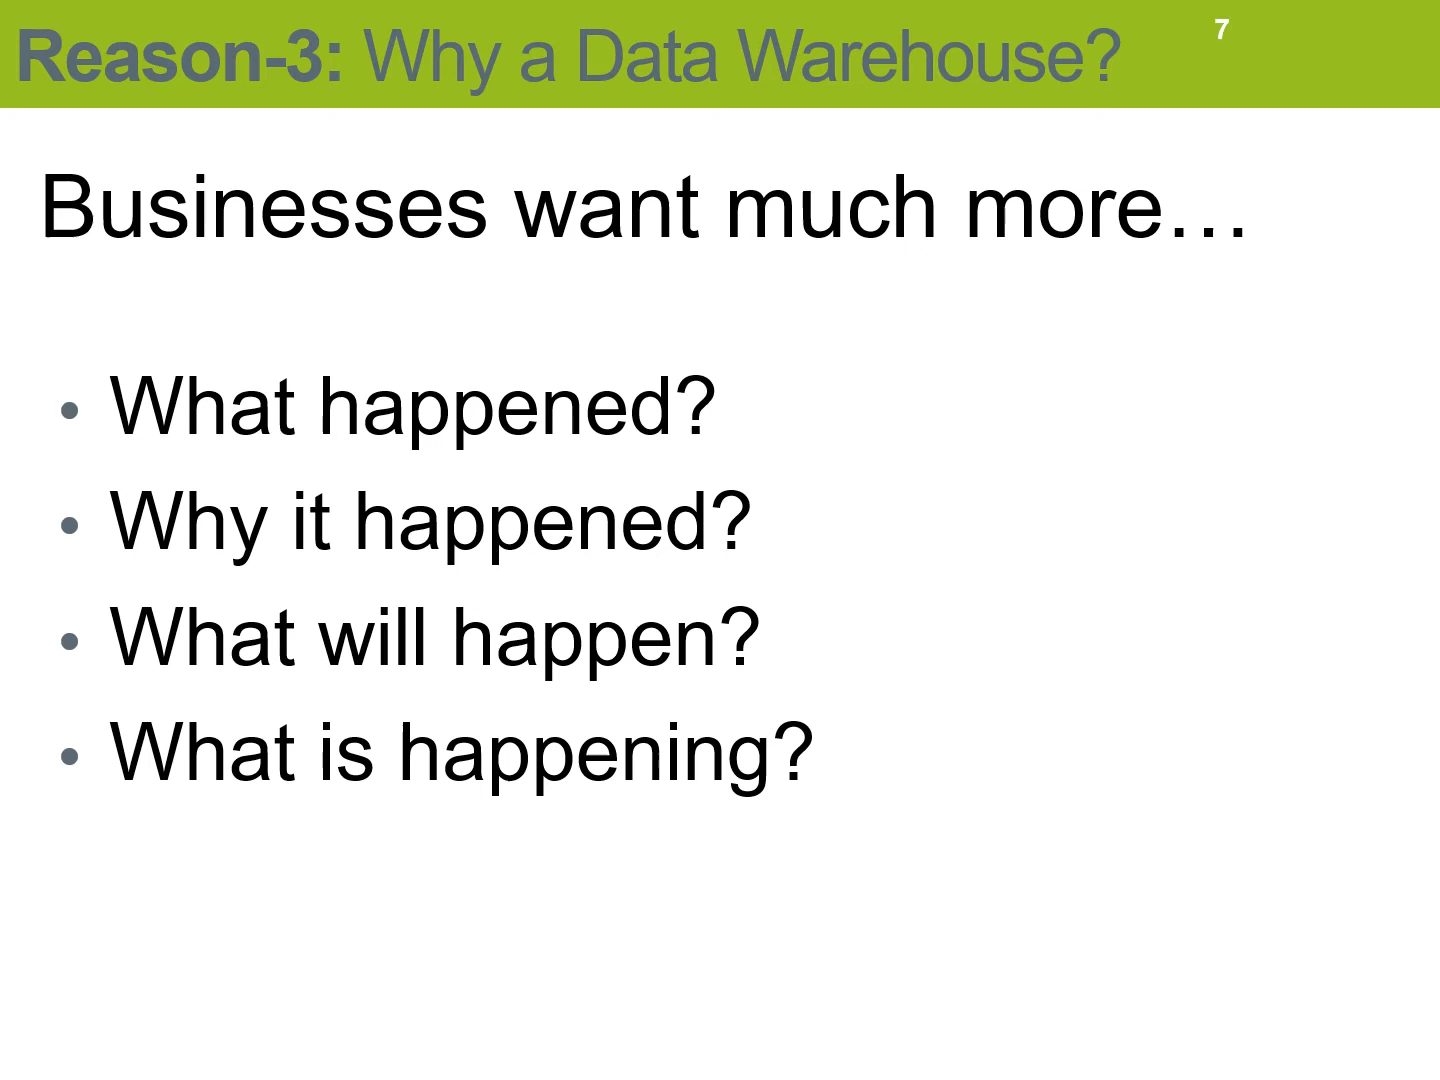 Reason-3: Why a Data Warehouse?
7
Businesses want much more…
• What happened?
• Why it happened?
• What will happen?
• What is happening?